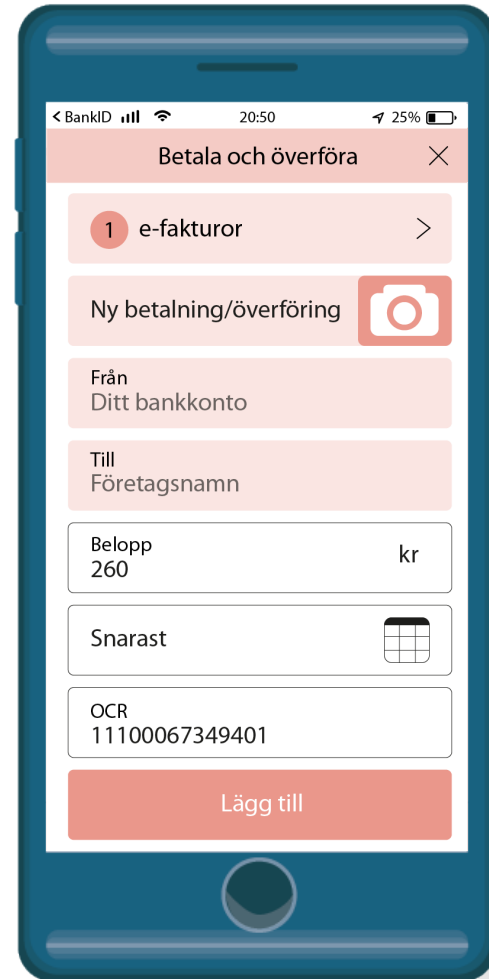 BankID 20:50 25%
Betala och överföra
1 e-fakturor
Ny betalning/överföring
Från
Ditt bankkonto
Till
Företagsnamn
Belopp
260 kr
Snarast
OCR
11100067349401
Lägg till